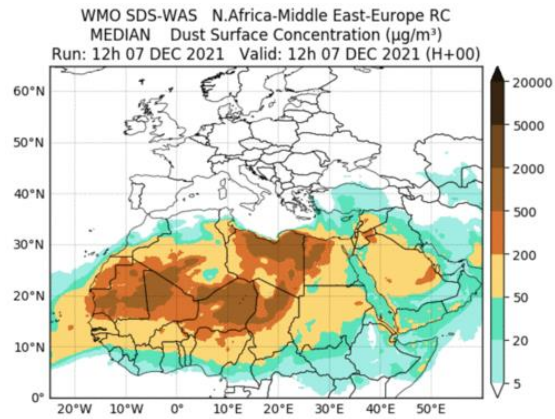 WMO SDS-WAS   N.Africa-Middle East-Europe RC
MEDIAN    Dust Surface Concentration (µg/m³)
Run: 12h 07 DEC 2021   Valid: 12h 07 DEC 2021 (H+00)
60°N
50°N
40°N
30°N
20°N
10°N
0°
20°W 10°W 0° 10°E 20°E 30°E 40°E 50°E
20000
5000
2000
500
200
50
20
5